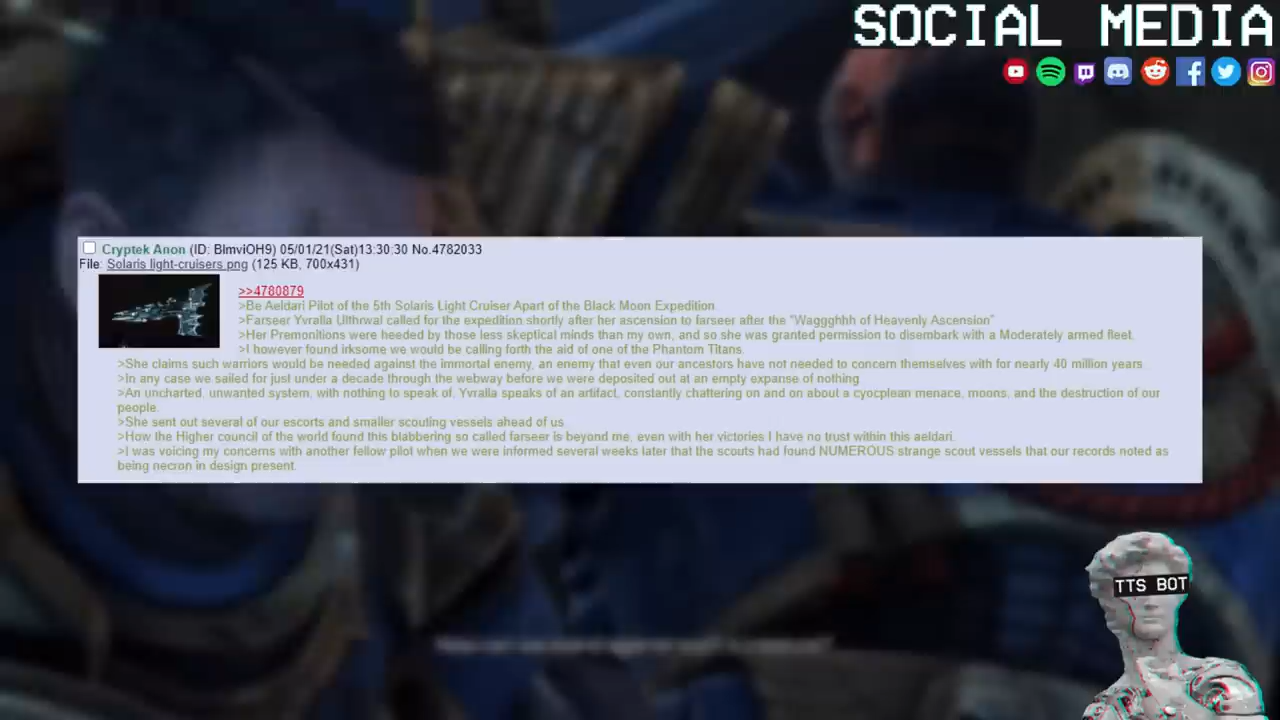 SOCIAL MEDIA
Cryptek Anon (ID: BlmviOH9) 05/01/21(Sat)13:30:30 No.4782033
File: Solaris light-cruisers.png (125 KB, 700x431)
>>4780879
>Be Aeldari Pilot of the 5th Solaris Light Cruiser Apart of the Black Moon Expedition
>Farseer Yvralla Ulthrwal called for the expedition shortly after her ascension to farseer after the "Waggghhh of Heavenly Ascension"
>Her Premonitions were heeded by those less skeptical minds than my own, and so she was granted permission to disembark with a Moderately armed fleet.
>I however found irksome we would be calling forth the aid of one of the Phantom Titans.
>She claims such warriors would be needed against the immortal enemy, an enemy that even our ancestors have not needed to concern themselves with for nearly 40 million years.
>In any case we sailed for just under a decade through the webway before we were deposited out at an empty expanse of nothing
>An uncharted, unwanted system, with nothing to speak of, Yvralla speaks of an artifact, constantly chattering on and on about a cyocplean menace, moons, and the destruction of our
people.
>She sent out several of our escorts and smaller scouting vessels ahead of us
>How the Higher council of the world found this blabbering so called farseer is beyond me, even with her victories I have no trust within this aeldari.
>I was voicing my concerns with another fellow pilot when we were informed several weeks later that the scouts had found NUMEROUS strange scout vessels that our records noted as
being necron in design present.
TTS BOT